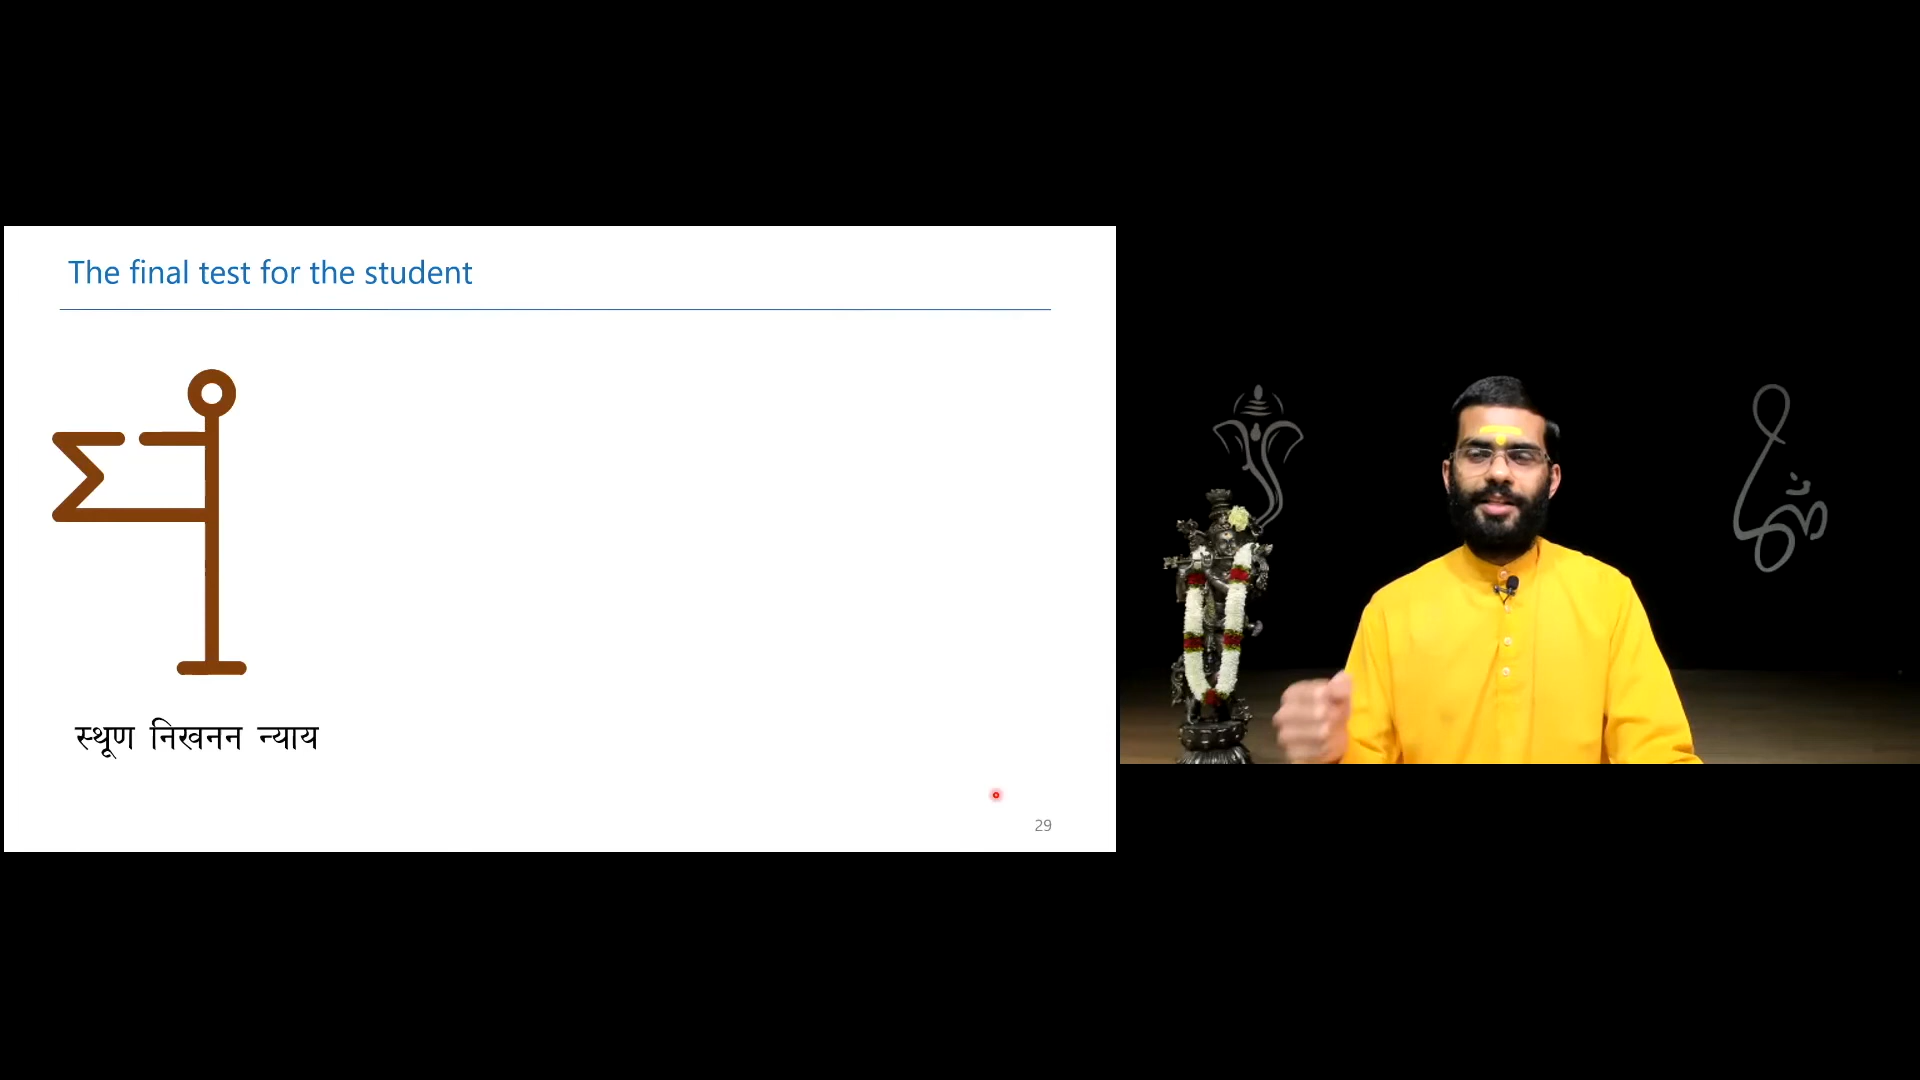 The final test for the student
स्थूण निखनन न्याय
29